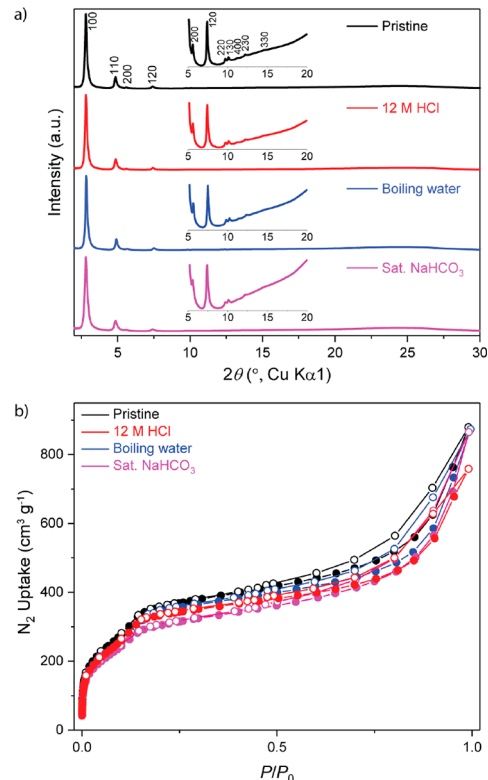 a)
Intensity (a.u.)
100
110
200
120
200
120
220
130
400
230
330
5 10 15 20
Pristine
5 10 15 20
12 M HCl
5 10 15 20
Boiling water
5 10 15 20
Sat. NaHCO₃
5 10 15 20 25 30
2θ (°, Cu Kα1)
b)
N₂ Uptake (cm³ g⁻¹)
Pristine
12 M HCl
Boiling water
Sat. NaHCO₃
800
600
400
200
0
0.0 0.5 1.0
P/P₀